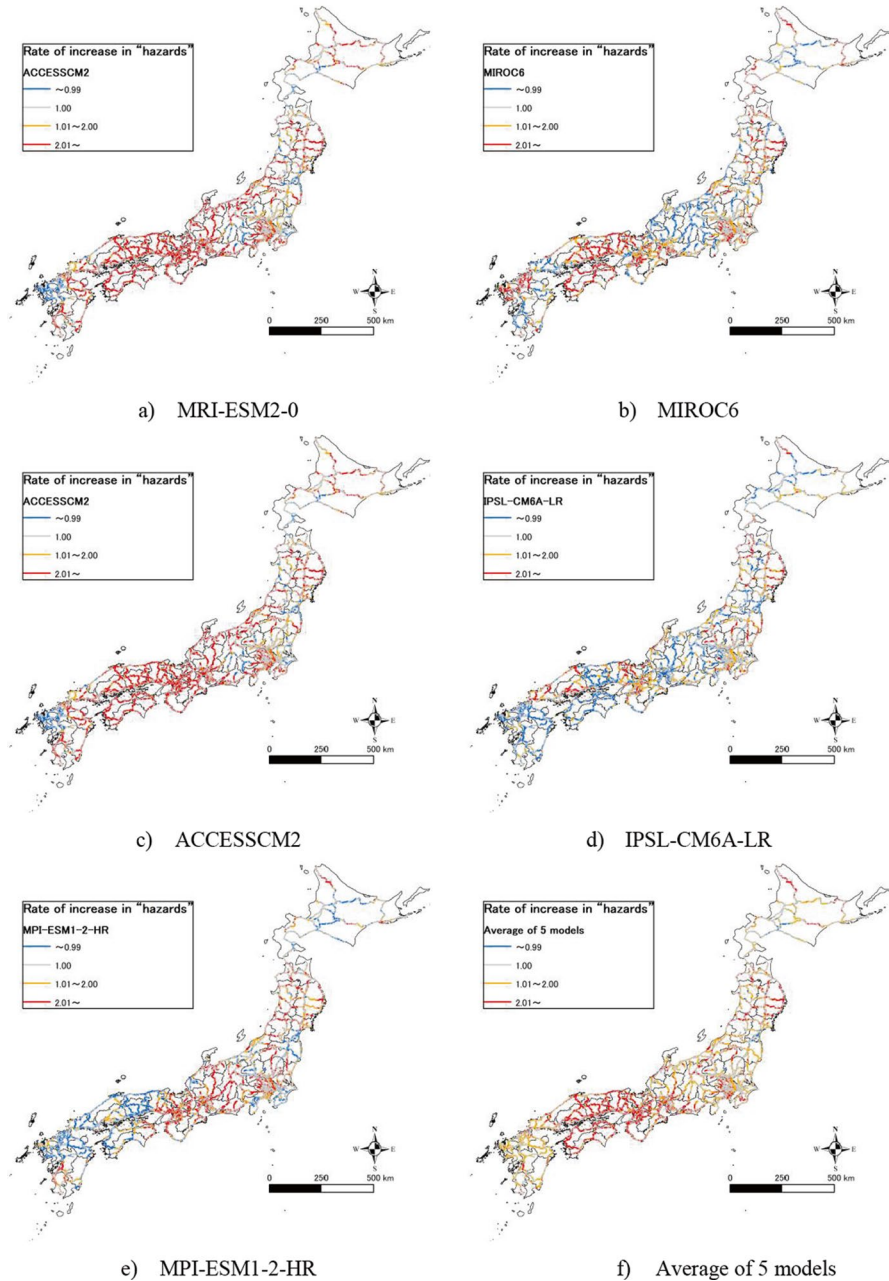 Rate of increase in "hazards"
ACCESSCM2
～0.99
1.00
1.01～2.00
2.01～
N
W E
S
0 250 500 km
a) MRI-ESM2-0
Rate of increase in "hazards"
MIROC6
～0.99
1.00
1.01～2.00
2.01～
N
W E
S
0 250 500 km
b) MIROC6
Rate of increase in "hazards"
ACCESSCM2
～0.99
1.00
1.01～2.00
2.01～
N
W E
S
0 250 500 km
c) ACCESSCM2
Rate of increase in "hazards"
IPSL-CM6A-LR
～0.99
1.00
1.01～2.00
2.01～
N
W E
S
0 250 500 km
d) IPSL-CM6A-LR
Rate of increase in "hazards"
MPI-ESM1-2-HR
～0.99
1.00
1.01～2.00
2.01～
N
W E
S
0 250 500 km
e) MPI-ESM1-2-HR
Rate of increase in "hazards"
Average of 5 models
～0.99
1.00
1.01～2.00
2.01～
N
W E
S
0 250 500 km
f) Average of 5 models